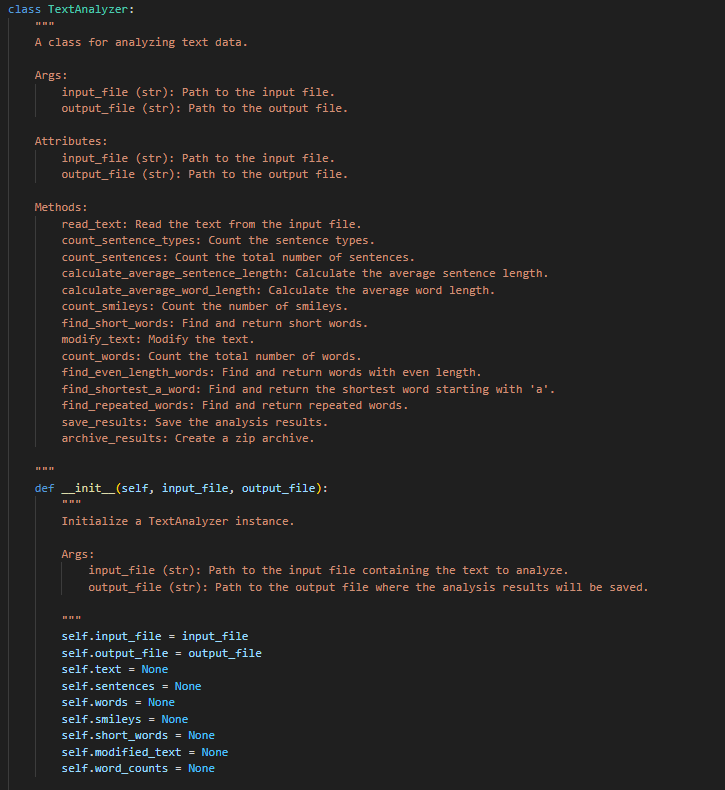 class TextAnalyzer:
    """
    A class for analyzing text data.

    Args:
        input_file (str): Path to the input file.
        output_file (str): Path to the output file.

    Attributes:
        input_file (str): Path to the input file.
        output_file (str): Path to the output file.

    Methods:
        read_text: Read the text from the input file.
        count_sentence_types: Count the sentence types.
        count_sentences: Count the total number of sentences.
        calculate_average_sentence_length: Calculate the average sentence length.
        calculate_average_word_length: Calculate the average word length.
        count_smileys: Count the number of smileys.
        find_short_words: Find and return short words.
        modify_text: Modify the text.
        count_words: Count the total number of words.
        find_even_length_words: Find and return words with even length.
        find_shortest_a_word: Find and return the shortest word starting with 'a'.
        find_repeated_words: Find and return repeated words.
        save_results: Save the analysis results.
        archive_results: Create a zip archive.

    """
    def __init__(self, input_file, output_file):
        """
        Initialize a TextAnalyzer instance.

        Args:
            input_file (str): Path to the input file containing the text to analyze.
            output_file (str): Path to the output file where the analysis results will be saved.

        """
        self.input_file = input_file
        self.output_file = output_file
        self.text = None
        self.sentences = None
        self.words = None
        self.smileys = None
        self.short_words = None
        self.modified_text = None
        self.word_counts = None